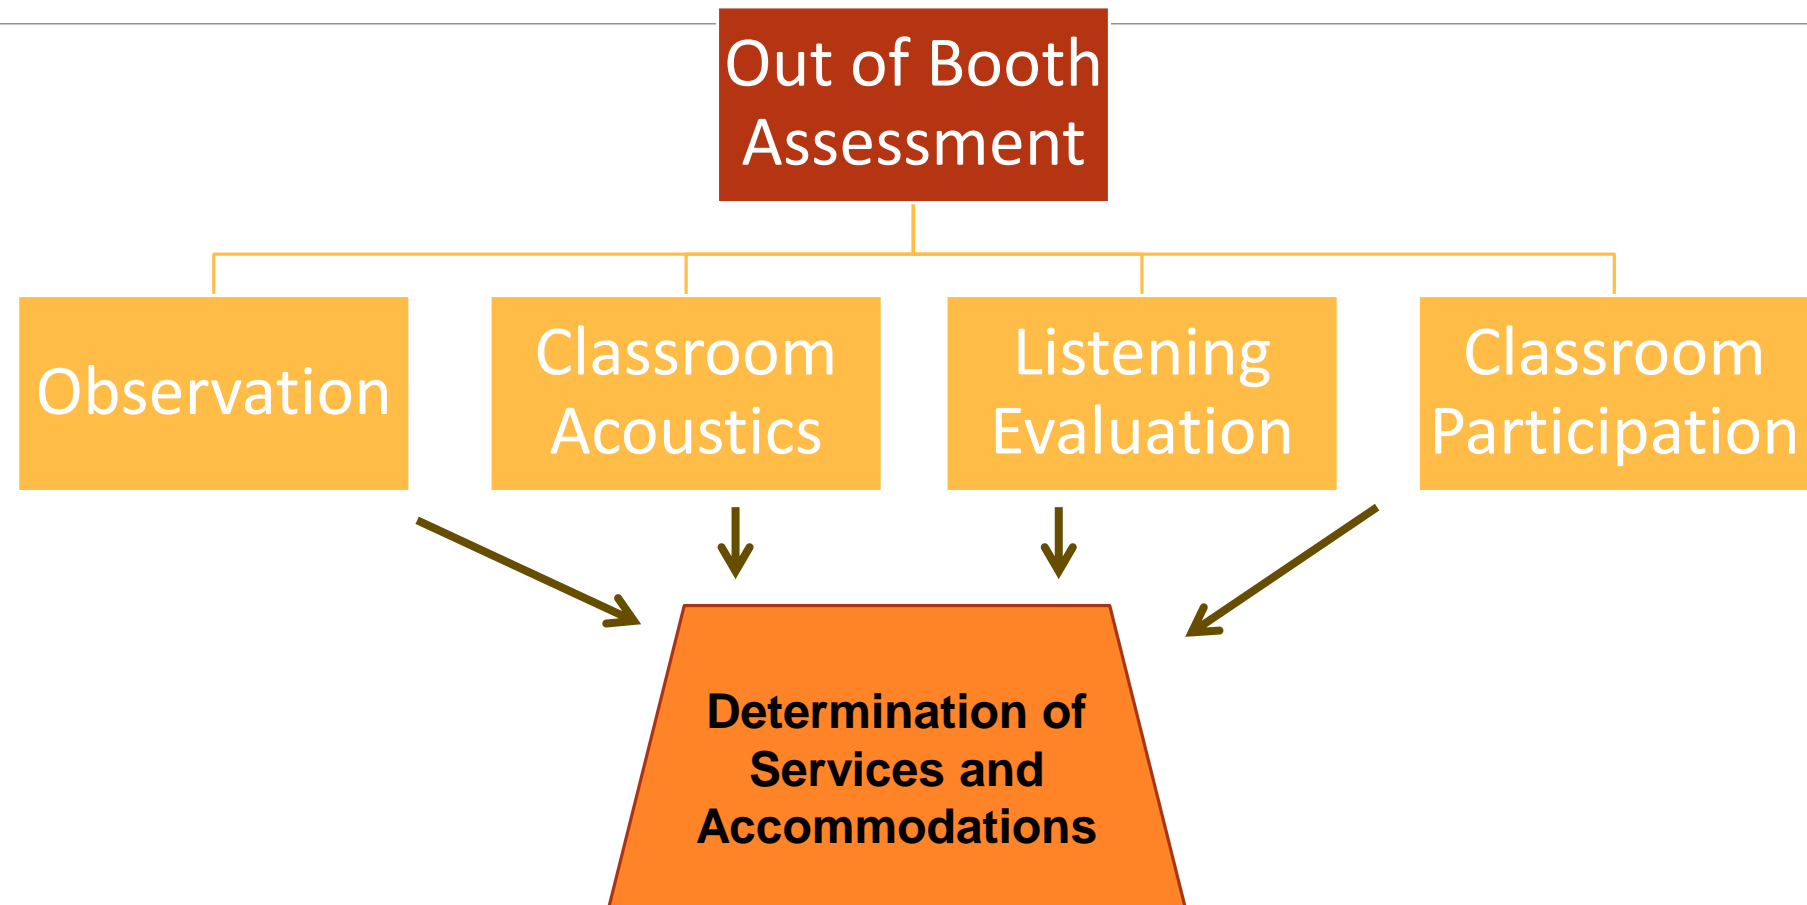 Out of Booth
Assessment
Observation
Classroom
Acoustics
Listening
Evaluation
Classroom
Participation
Determination of
Services and
Accommodations